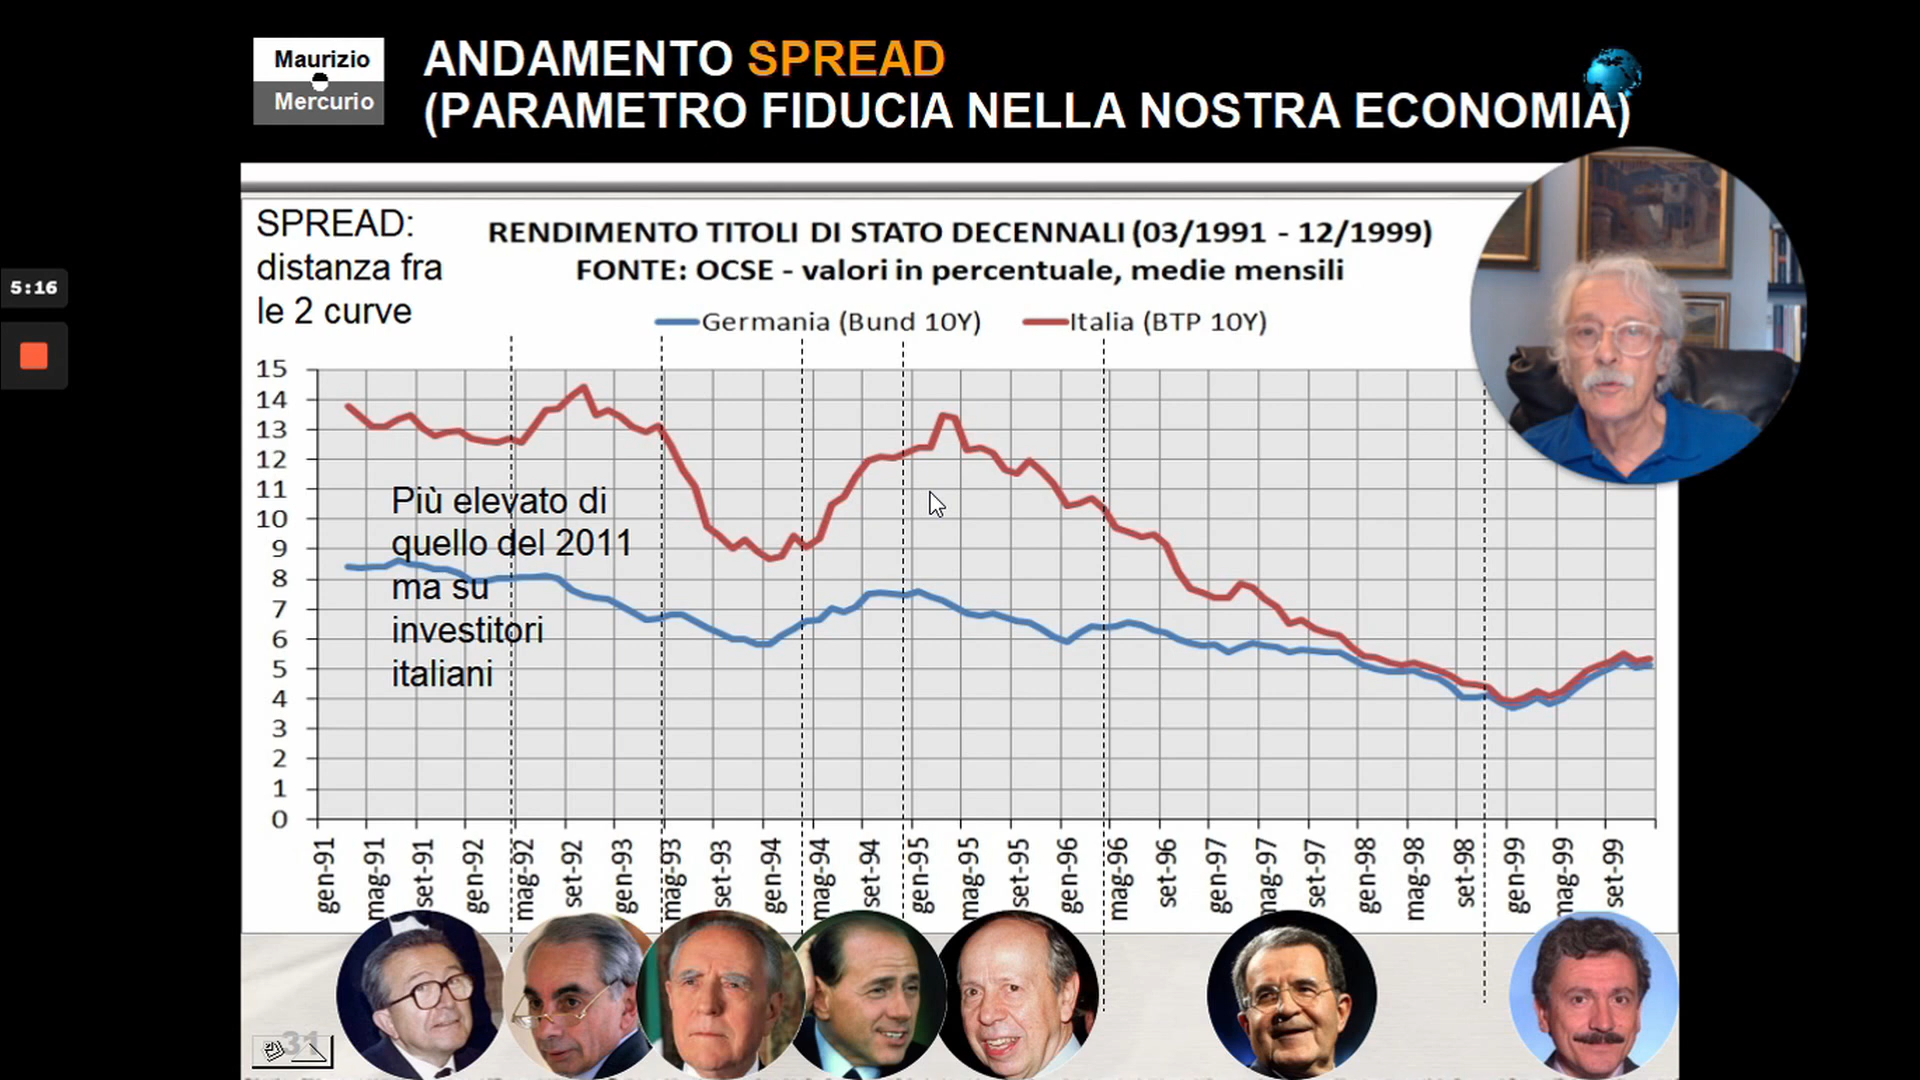 Maurizio
Mercurio
ANDAMENTO SPREAD
(PARAMETRO FIDUCIA NELLA NOSTRA ECONOMIA)
5:16
SPREAD:
distanza fra
le 2 curve
RENDIMENTO TITOLI DI STATO DECENNALI (03/1991 - 12/1999)
FONTE: OCSE - valori in percentuale, medie mensili
Germania (Bund 10Y)
Italia (BTP 10Y)
15
14
13
12
11
10
9
8
7
6
5
4
3
2
1
0
Più elevato di
quello del 2011
ma su
investitori
italiani
gen-91
mag-91
set-91
gen-92
mag-92
set-92
gen-93
mag-93
set-93
gen-94
mag-94
set-94
gen-95
mag-95
set-95
gen-96
mag-96
set-96
gen-97
mag-97
set-97
gen-98
mag-98
set-98
gen-99
mag-99
set-99
31